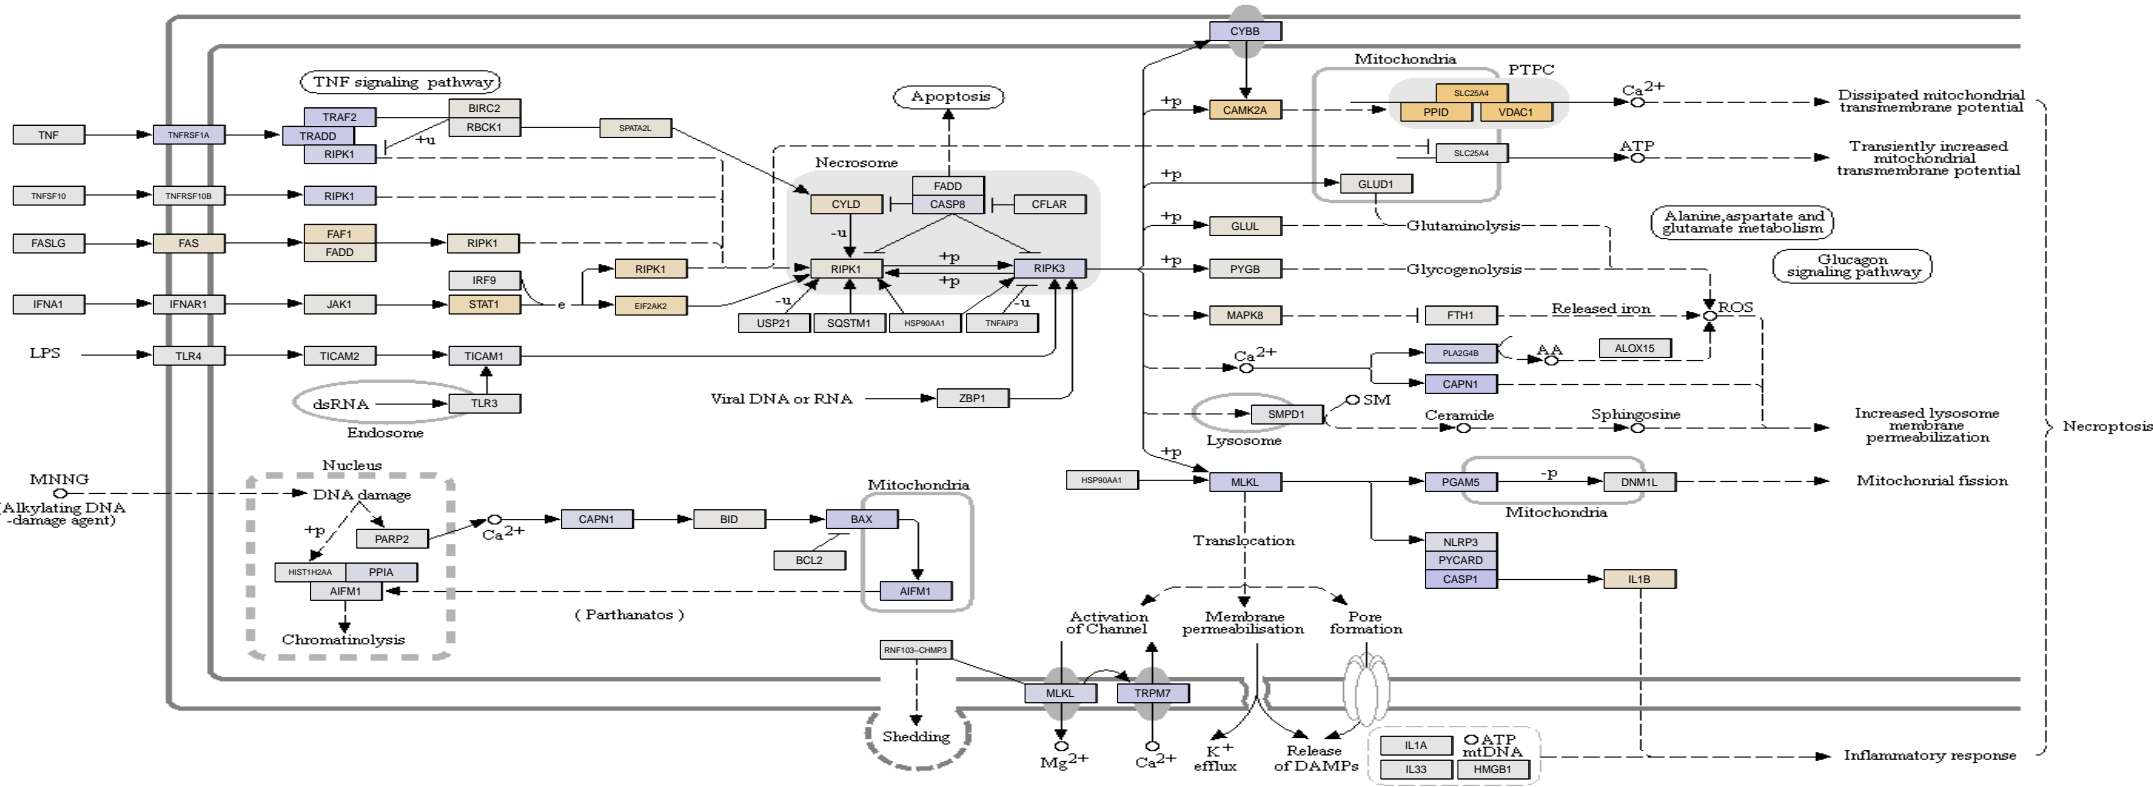 CYBB
Mitochondria
PTPC
TNF signaling pathway
Apoptosis
SLC25A4
Ca2+
Dissipated mitochondrial
transmembrane potential
TRAF2
BIRC2
+p
CAMK2A
PPID
VDAC1
TNF
TNFRSF1A
TRADD
RBCK1
SPATA2L
+u
RIPK1
Necrosome
SLC25A4
ATP
Transiently increased
mitochondrial
transmembrane potential
FADD
+p
GLUD1
TNFSF10
TNFRSF10B
RIPK1
CYLD
CASP8
CFLAR
+p
GLUL
Glutaminolysis
Alanine,aspartate and
glutamate metabolism
FAF1
-u
FASLG
FAS
FADD
RIPK1
+p
PYGB
Glycogenolysis
Glucagon
signaling pathway
IRF9
RIPK1
RIPK1
+p
+p
RIPK3
IFNA1
IFNAR1
JAK1
STAT1
e
EIF2AK2
-u
-u
MAPK8
FTH1
Released iron
ROS
USP21
SQSTM1
HSP90AA1
TNFAIP3
LPS
TLR4
TICAM2
TICAM1
Ca2+
PLA2G4B
AA
ALOX15
CAPN1
dsRNA
TLR3
Endosome
Viral DNA or RNA
ZBP1
SMPD1
SM
Lysosome
Ceramide
Sphingosine
Increased lysosome
membrane
permeabilization
Necroptosis
+p
Nucleus
MNNG
(Alkylating DNA
-damage agent)
DNA damage
+p
PARP2
Ca2+
CAPN1
BID
Mitochondria
BAX
BCL2
HSP90AA1
MLKL
PGAM5
-p
DNM1L
Mitochonrial fission
Mitochondria
Translocation
NLRP3
PYCARD
CASP1
IL1B
HIST1H2AA
PPIA
AIFM1
AIFM1
( Parthanatos )
Chromatinolysis
Activation
of Channel
Membrane
permeabilisation
Pore
formation
RNF103-CHMP3
MLKL
TRPM7
Shedding
Mg2+
Ca2+
K+
efflux
Release
of DAMPs
IL1A
ATP
mtDNA
IL33
HMGB1
Inflammatory response